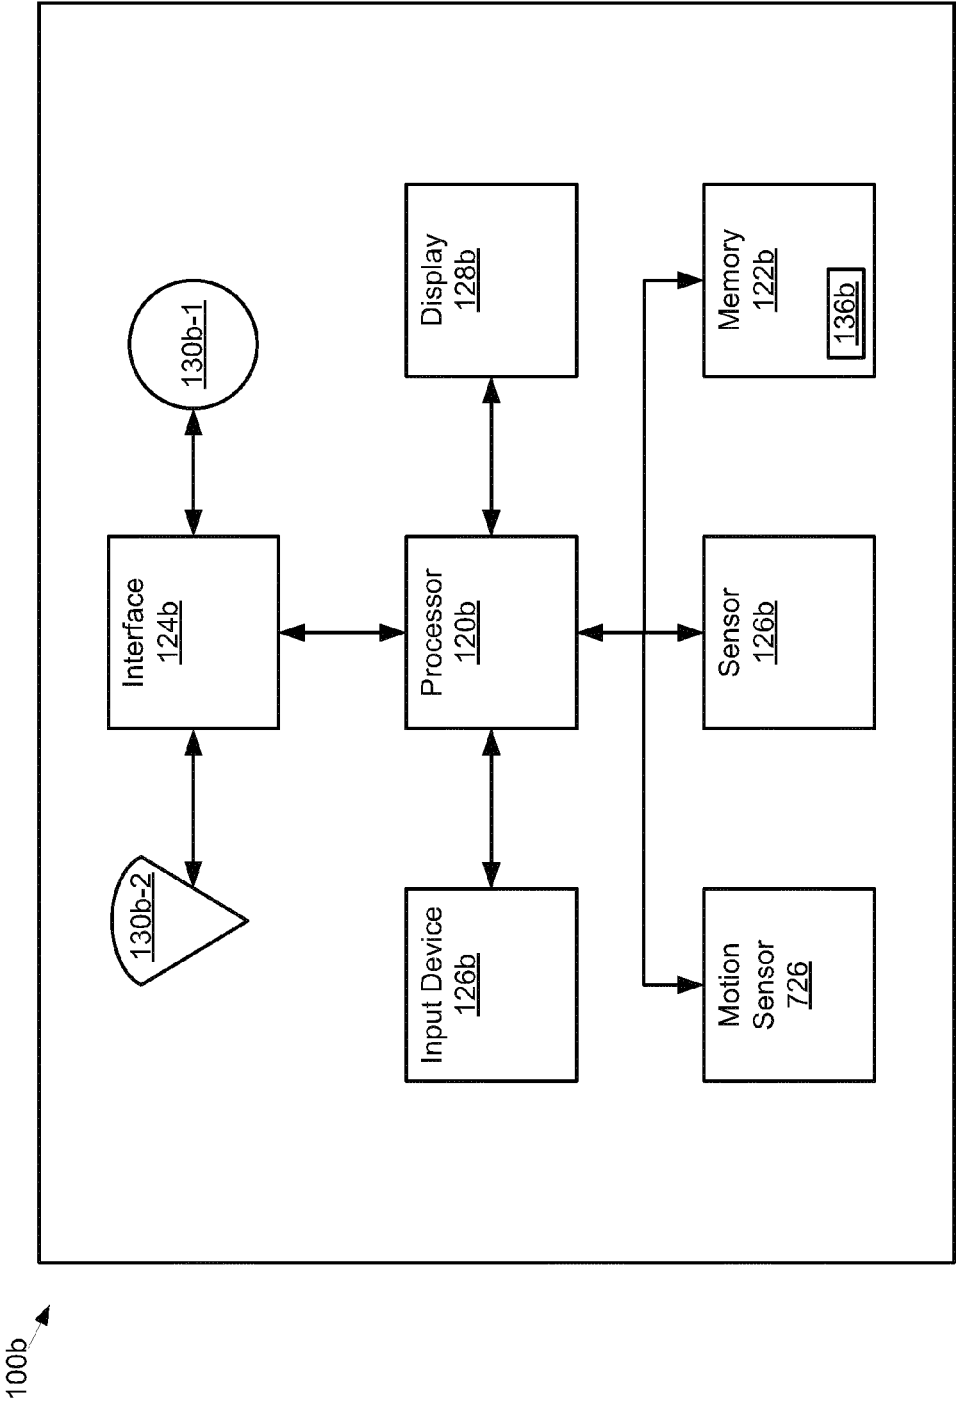 100b
130b-2
Interface
124b
130b-1
Input Device
126b
Processor
120b
Display
128b
Motion
Sensor
726
Sensor
126b
Memory
122b
136b